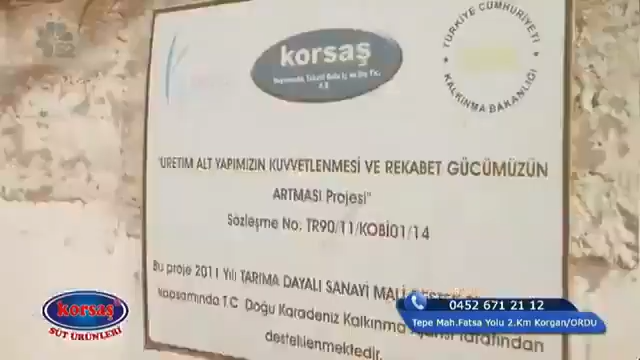 52
korsaş
TÜRKİYE CUMHURİYETİ
KALKINMA BAKANLIĞI
"ÜRETİM ALT YAPIMIZIN KUVVETLENMESİ VE REKABET GÜCÜMÜZÜN
ARTMASI Projesi"
Sözleşme No: TR90/11/KOBİ01/14
Bu proje 2011 Yılı TARIMA DAYALI SANAYİ MALİ
kapsamında T.C Doğu Karadeniz Kalkınma Ajansı tarafından
desteklenmektedir.
0452 671 21 12
Tepe Mah.Fatsa Yolu 2.Km Korgan/ORDU
korsaş
SÜT ÜRÜNLERİ